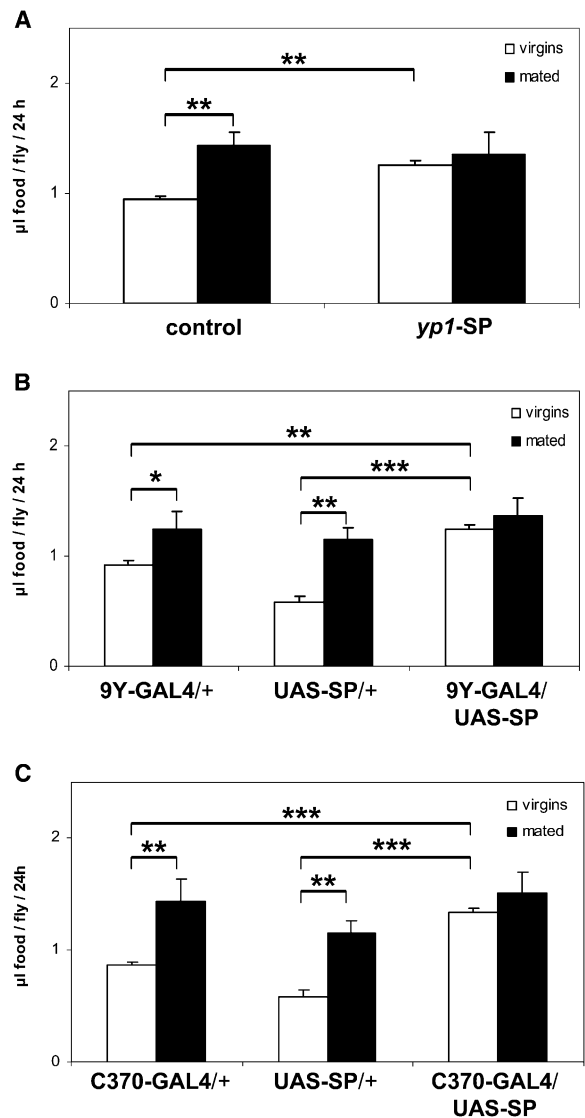 A
µl food / fly / 24 h
2
1
0
virgins
mated
**
**
control
yp1-SP
B
µl food / fly / 24 h
2
1
0
virgins
mated
**
***
*
**
9Y-GAL4/+
UAS-SP/+
9Y-GAL4/
UAS-SP
C
µl food / fly / 24h
2
1
0
virgins
mated
***
***
**
**
C370-GAL4/+
UAS-SP/+
C370-GAL4/
UAS-SP